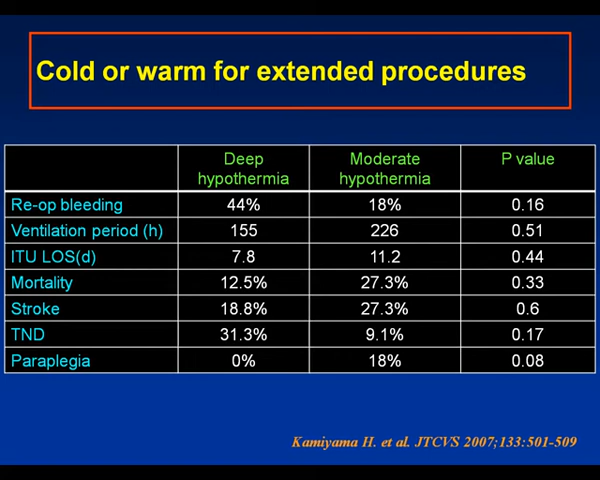 Cold or warm for extended procedures
Deep hypothermia Moderate hypothermia P value
Re-op bleeding 44% 18% 0.16
Ventilation period (h) 155 226 0.51
ITU LOS(d) 7.8 11.2 0.44
Mortality 12.5% 27.3% 0.33
Stroke 18.8% 27.3% 0.6
TND 31.3% 9.1% 0.17
Paraplegia 0% 18% 0.08
Kamiyama H. et al. JTCVS 2007;133:501-509